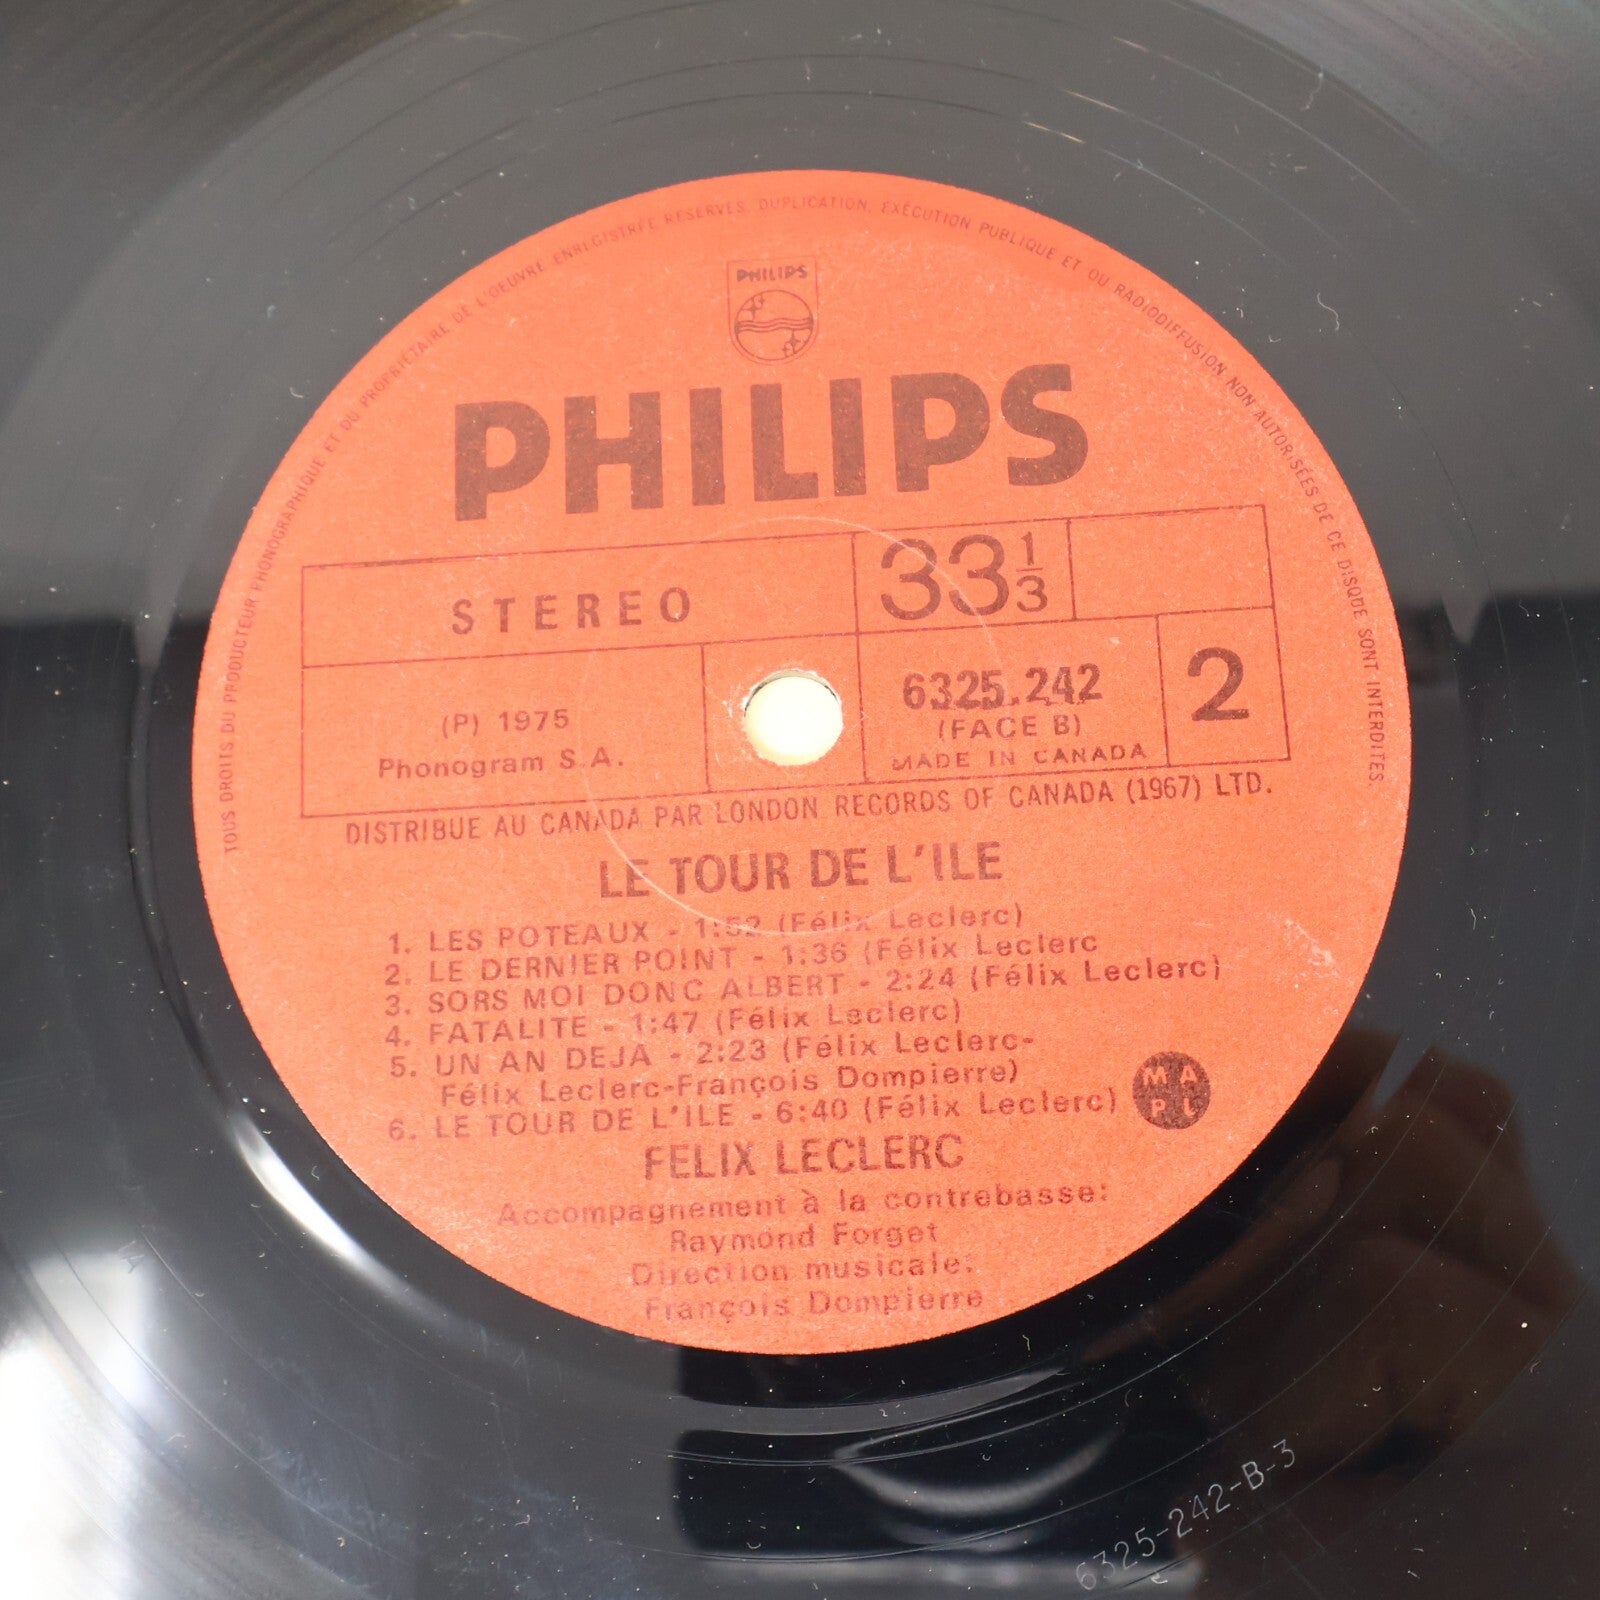 TOUS DROITS DU PRODUCTEUR PHONOGRAPHIQUE ET DU PROPRIÉTAIRE DE L'OEUVRE ENREGISTRÉE RÉSERVÉS. DUPLICATION, EXÉCUTION PUBLIQUE ET OU RADIODIFFUSION NON AUTORISÉES DE CE DISQUE SONT INTERDITES.
PHILIPS
PHILIPS
STEREO
33 1/3
(P) 1975
Phonogram S.A.
6325.242
(FACE B)
MADE IN CANADA
2
DISTRIBUE AU CANADA PAR LONDON RECORDS OF CANADA (1967) LTD.
LE TOUR DE L'ILE
1. LES POTEAUX - 1:52 (Félix Leclerc)
2. LE DERNIER POINT - 1:36 (Félix Leclerc
3. SORS MOI DONC ALBERT - 2:24 (Félix Leclerc)
4. FATALITE - 1:47 (Félix Leclerc)
5. UN AN DEJA - 2:23 (Félix Leclerc-
Félix Leclerc-François Dompierre)
6. LE TOUR DE L'ILE - 6:40 (Félix Leclerc)
MAPL
FELIX LECLERC
Accompagnement à la contrebasse:
Raymond Forget
Direction musicale:
François Dompierre
6325-242-B-3